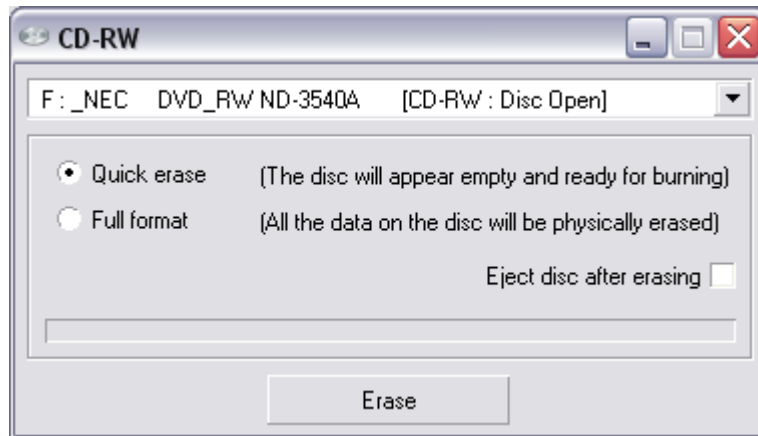 CD-RW
F : _NEC DVD_RW ND-3540A [CD-RW : Disc Open]
Quick erase (The disc will appear empty and ready for burning)
Full format (All the data on the disc will be physically erased)
Eject disc after erasing
Erase